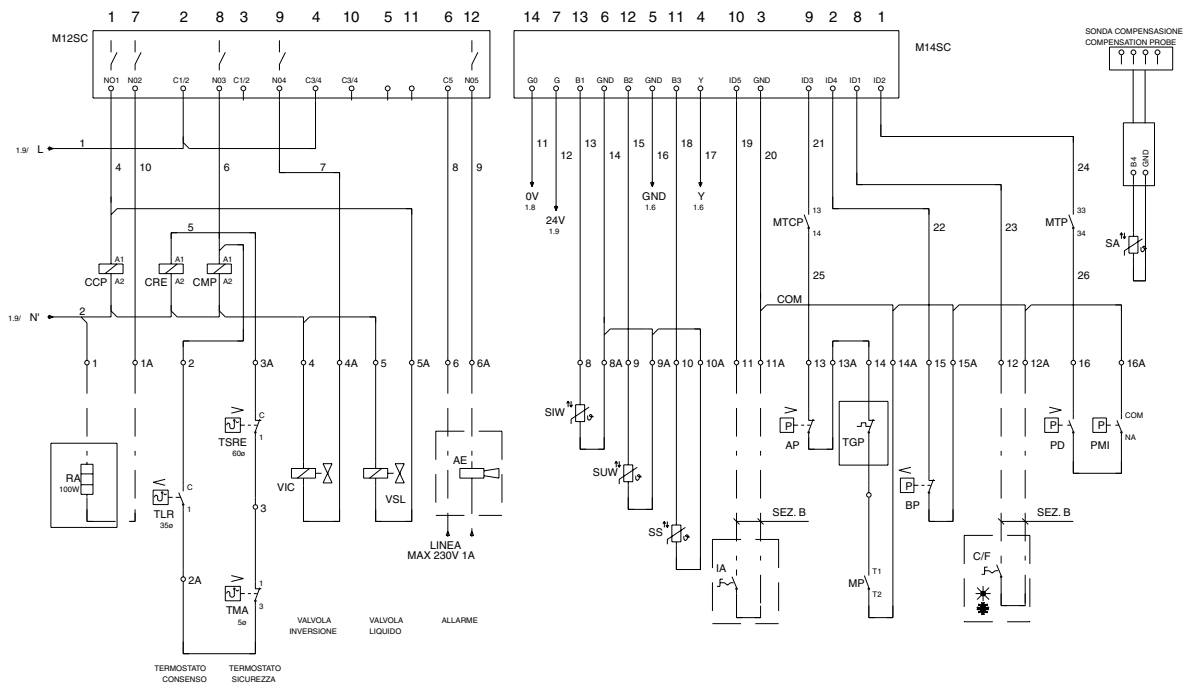 1 2 8 3 9 4 10 5 11 6 12
14 7 13 6 12 5 11 4 10 3 9 2 8 1
M12SC
M14SC
SONDA COMPENSAZIONE
COMPENSATION PROBE
NO1 N02 C1/2 N03 C1/2 N04 C3/4 C3/4 C5 N05
G0 G B1 GND B2 GND B3 Y ID5 GND ID3 ID4 ID1 ID2
B4 GND
1.9/ L 1
4 10 6 7 8 9
11 12 13 14 15 16 18 17 19 20 21
24
0V
1.8
24V
1.9
GND
1.6
Y
1.6
MTCP 13
14
22 23
MTP 33
34
SA
5
CCP A1
A2
CRE A1
A2
CMP A1
A2
25 26
COM
1.9/ N' 2
1 1A 2 3A 4 4A 5 5A 6 6A
8 8A 9 9A 10 10A 11 11A 13 13A 14 14A 15 15A 12 12A 16 16A
RA
100W
TLR
35ø
C
1
TSRE
60ø
C
1
3
2A
TMA
5ø
1
3
VIC
VSL
AE
LINEA
MAX 230V 1A
SIW
SUW
SS
IA
SEZ. B
P
AP
TGP
MP T1
T2
P
BP
SEZ. B
C/F
P
PD
P
PMI
COM
NA
VALVOLA
INVERSIONE
VALVOLA
LIQUIDO
ALLARME
TERMOSTATO
CONSENSO
TERMOSTATO
SICUREZZA